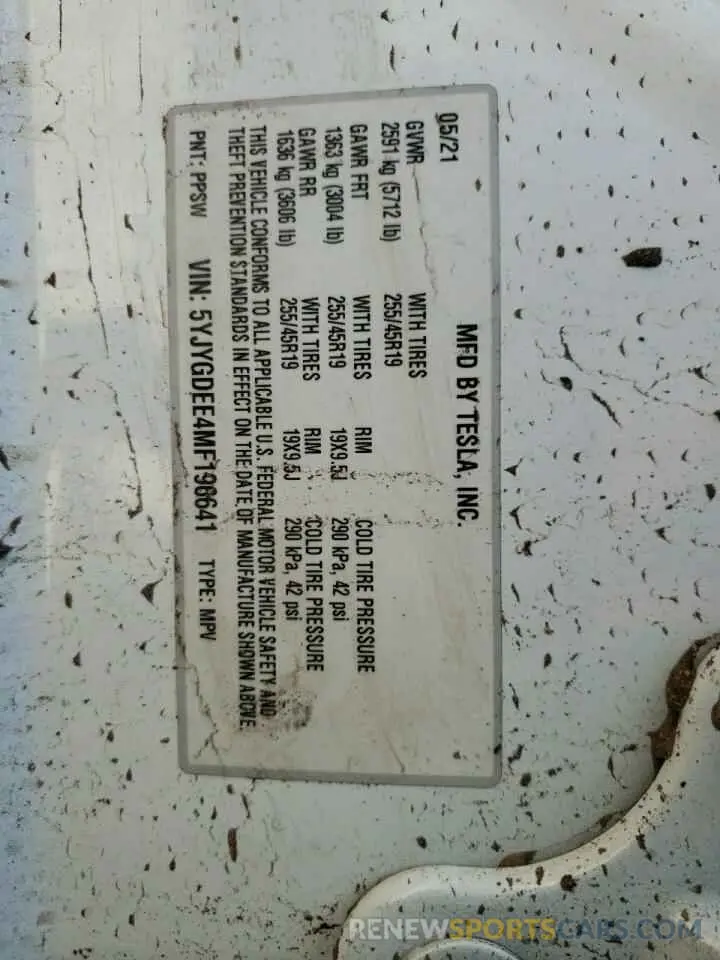 MFD BY TESLA, INC.
05/21
GVWR WITH TIRES
2591 kg (5712 lb) 255/45R19
GAWR FRT WITH TIRES RIM COLD TIRE PRESSURE
1363 kg (3004 lb) 255/45R19 19X9.5J 290 kPa, 42 psi
GAWR RR WITH TIRES RIM COLD TIRE PRESSURE
1636 kg (3606 lb) 255/45R19 19X9.5J 290 kPa, 42 psi
THIS VEHICLE CONFORMS TO ALL APPLICABLE U.S. FEDERAL MOTOR VEHICLE SAFETY AND
THEFT PREVENTION STANDARDS IN EFFECT ON THE DATE OF MANUFACTURE SHOWN ABOVE.
PNT: PPSW VIN: 5YJYGDEE4MF198641 TYPE: MPV
RENEWSPORTSCARS.COM